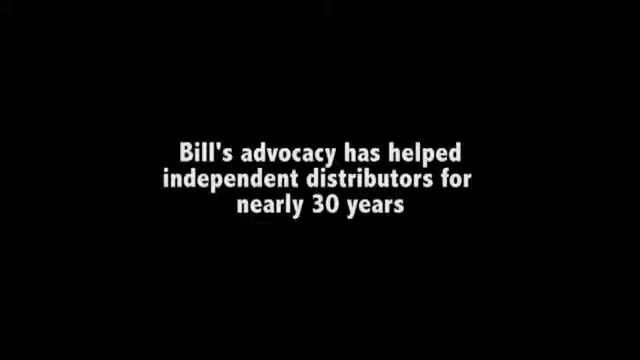 Bill's advocacy has helped
independent distributors for
nearly 30 years